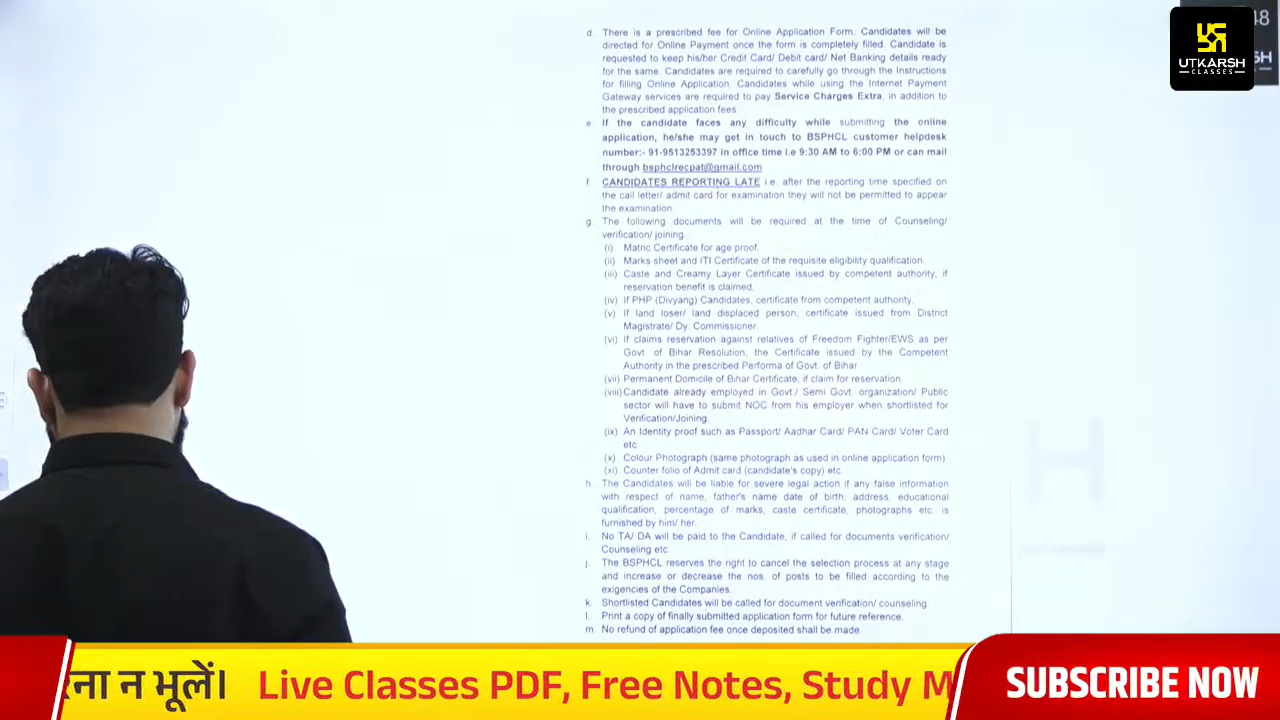 d. There is a prescribed fee for Online Application Form. Candidates will be
directed for Online Payment once the form is completely filled. Candidate is
requested to keep his/her Credit Card/ Debit card/ Net Banking details ready
for the same. Candidates are required to carefully go through the Instructions
for filling Online Application. Candidates while using the Internet Payment
Gateway services are required to pay Service Charges Extra, in addition to
the prescribed application fees.
e. If the candidate faces any difficulty while submitting the online
application, he/she may get in touch to BSPHCL customer helpdesk
number:- 91-9513253397 in office time i.e 9:30 AM to 6:00 PM or can mail
through bsphclrecpat@gmail.com
f. CANDIDATES REPORTING LATE i.e. after the reporting time specified on
the call letter/ admit card for examination they will not be permitted to appear
the examination.
g. The following documents will be required at the time of Counseling/
verification/ joining.
(i) Matric Certificate for age proof.
(ii) Marks sheet and ITI Certificate of the requisite eligibility qualification.
(iii) Caste and Creamy Layer Certificate issued by competent authority, if
reservation benefit is claimed,
(iv) If PHP (Divyang) Candidates, certificate from competent authority.
(v) If land loser/ land displaced person, certificate issued from District
Magistrate/ Dy. Commissioner.
(vi) If claims reservation against relatives of Freedom Fighter/EWS as per
Govt. of Bihar Resolution, the Certificate issued by the Competent
Authority in the prescribed Performa of Govt. of Bihar
(vii) Permanent Domicile of Bihar Certificate, if claim for reservation.
(viii) Candidate already employed in Govt./ Semi Govt. organization/ Public
sector will have to submit NOC from his employer when shortlisted for
Verification/Joining.
(ix) An Identity proof such as Passport/ Aadhar Card/ PAN Card/ Voter Card
etc.
(x) Colour Photograph (same photograph as used in online application form)
(xi) Counter folio of Admit card (candidate's copy) etc.
h. The Candidates will be liable for severe legal action if any false information
with respect of name, father's name date of birth, address, educational
qualification, percentage of marks, caste certificate, photographs etc. is
furnished by him/ her.
i. No TA/ DA will be paid to the Candidate, if called for documents verification/
Counseling etc.
j. The BSPHCL reserves the right to cancel the selection process at any stage
and increase or decrease the nos. of posts to be filled according to the
exigencies of the Companies.
k. Shortlisted Candidates will be called for document verification/ counseling.
l. Print a copy of finally submitted application form for future reference.
m. No refund of application fee once deposited shall be made.
48
SH
UTKARSH
CLASSES
H
रना न भूलें। Live Classes PDF, Free Notes, Study M
SUBSCRIBE NOW